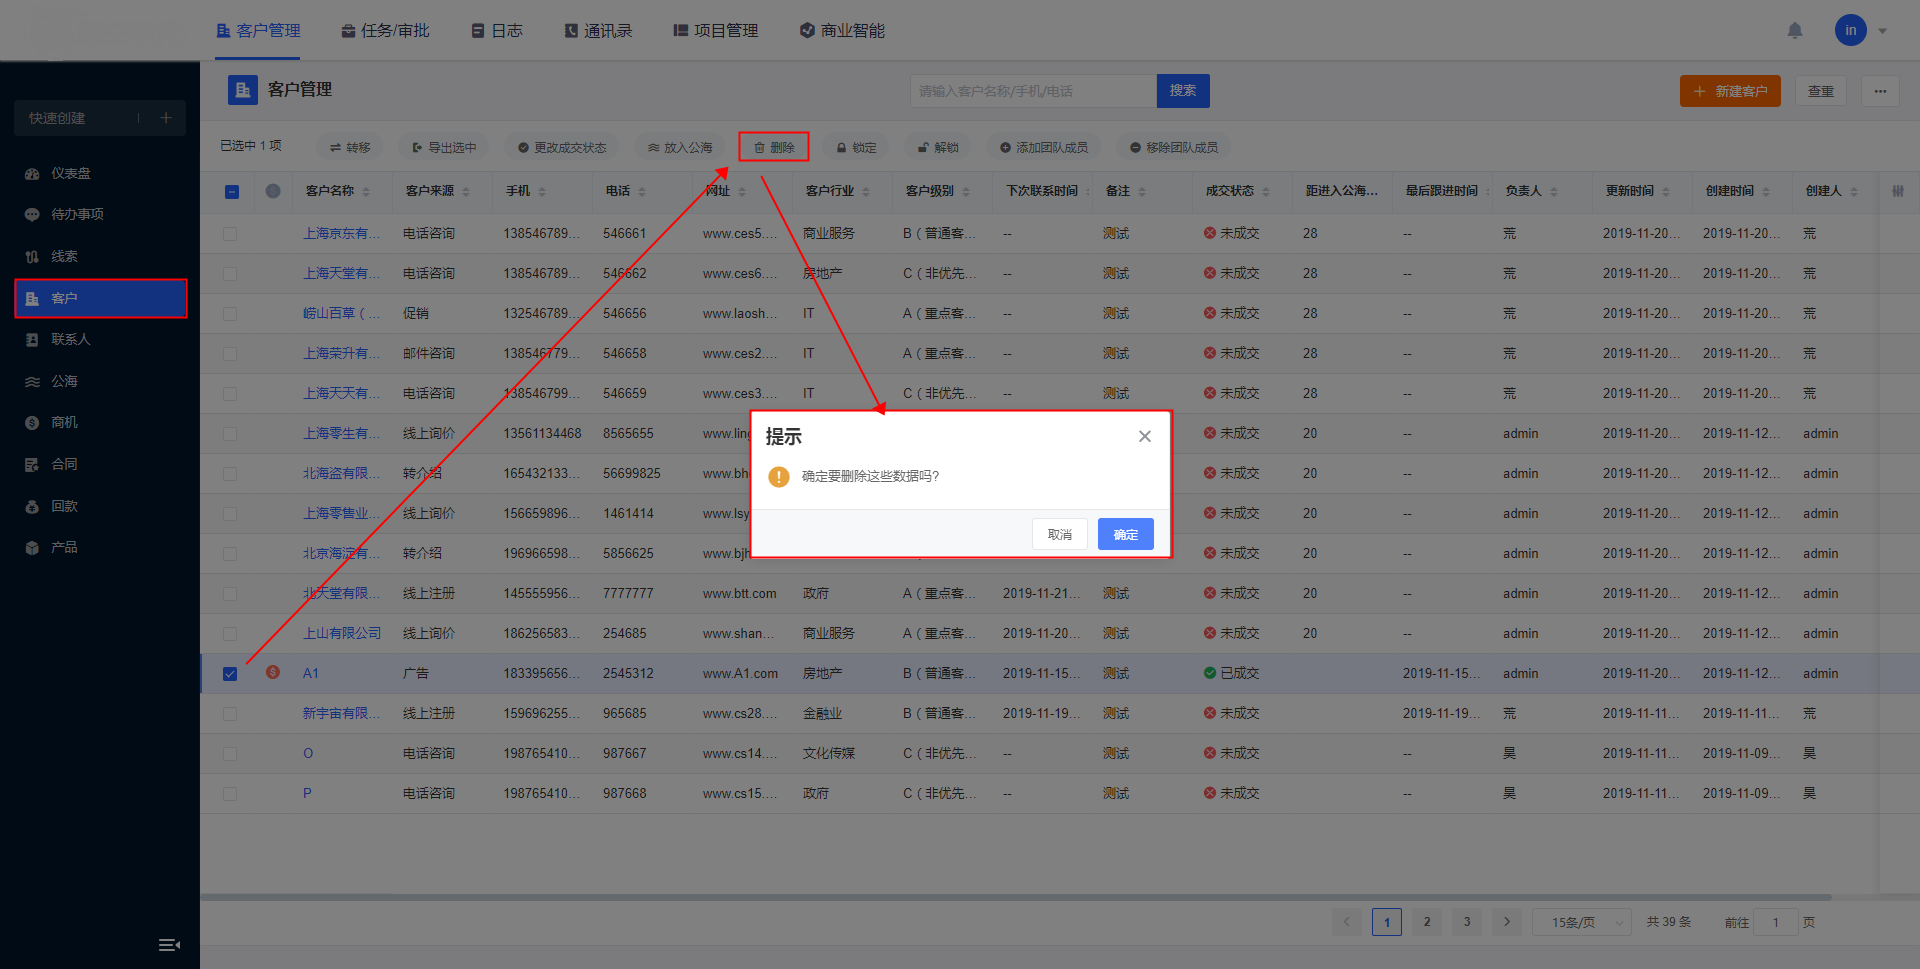 客户管理 任务/审批 日志 通讯录 项目管理 商业智能 in
快速创建
仪表盘
待办事项
线索
客户
联系人
公海
商机
合同
回款
产品
客户管理 请输入客户名称/手机/电话 搜索 新建客户 查重
已选中 1 项 转移 导出选中 更改成交状态 放入公海 删除 锁定 解锁 添加团队成员 移除团队成员
客户名称 客户来源 手机 电话 网址 客户行业 客户级别 下次联系时间 备注 成交状态 距进入公海... 最后跟进时间 负责人 更新时间 创建时间 创建人
上海京东有... 电话咨询 138546789... 546661 www.ces5.... 商业服务 B（普通客... -- 测试 未成交 28 -- 荒 2019-11-20... 2019-11-20... 荒
上海天堂有... 电话咨询 138546789... 546662 www.ces6.... 房地产 C（非优先... -- 测试 未成交 28 -- 荒 2019-11-20... 2019-11-20... 荒
崂山百草（... 促销 132546789... 546656 www.laosh... IT A（重点客... -- 测试 未成交 28 -- 荒 2019-11-20... 2019-11-20... 荒
上海荣升有... 邮件咨询 138546779... 546658 www.ces2.... IT A（重点客... -- 测试 未成交 28 -- 荒 2019-11-20... 2019-11-20... 荒
上海天天有... 电话咨询 138546799... 546659 www.ces3.... IT C（非优先... -- 测试 未成交 28 -- 荒 2019-11-20... 2019-11-20... 荒
上海零生有... 线上询价 13561134468 8565655 www.ling 未成交 20 -- admin 2019-11-20... 2019-11-12... admin
北海盗有限... 转介绍 165432133... 56699825 www.bh 未成交 20 -- admin 2019-11-20... 2019-11-12... admin
上海零售业... 线上询价 156659896... 1461414 www.lsy 未成交 20 -- admin 2019-11-20... 2019-11-12... admin
北京海淀有... 转介绍 196966598... 5856625 www.bjh 未成交 20 -- admin 2019-11-20... 2019-11-12... admin
北天堂有限... 线上注册 145555956... 7777777 www.btt.com 政府 A（重点客... 2019-11-21... 测试 未成交 20 -- admin 2019-11-20... 2019-11-12... admin
上山有限公司 线上询价 186256583... 254685 www.shan... 商业服务 A（重点客... 2019-11-20... 测试 未成交 20 -- admin 2019-11-20... 2019-11-12... admin
A1 广告 183395656... 2545312 www.A1.com 房地产 B（普通客... 2019-11-15... 测试 已成交 2019-11-15... admin 2019-11-20... 2019-11-12... admin
新宇宙有限... 线上注册 159696255... 965685 www.cs28.... 金融业 B（普通客... 2019-11-19... 测试 未成交 2019-11-19... 荒 2019-11-11... 2019-11-11... 荒
O 电话咨询 198765410... 987667 www.cs14.... 文化传媒 C（非优先... -- 测试 未成交 -- 昊 2019-11-11... 2019-11-09... 昊
P 电话咨询 198765410... 987668 www.cs15.... 政府 C（非优先... -- 测试 未成交 -- 昊 2019-11-11... 2019-11-09... 昊
提示
确定要删除这些数据吗?
取消 确定
1 2 3 15条/页 共 39 条 前往 1 页